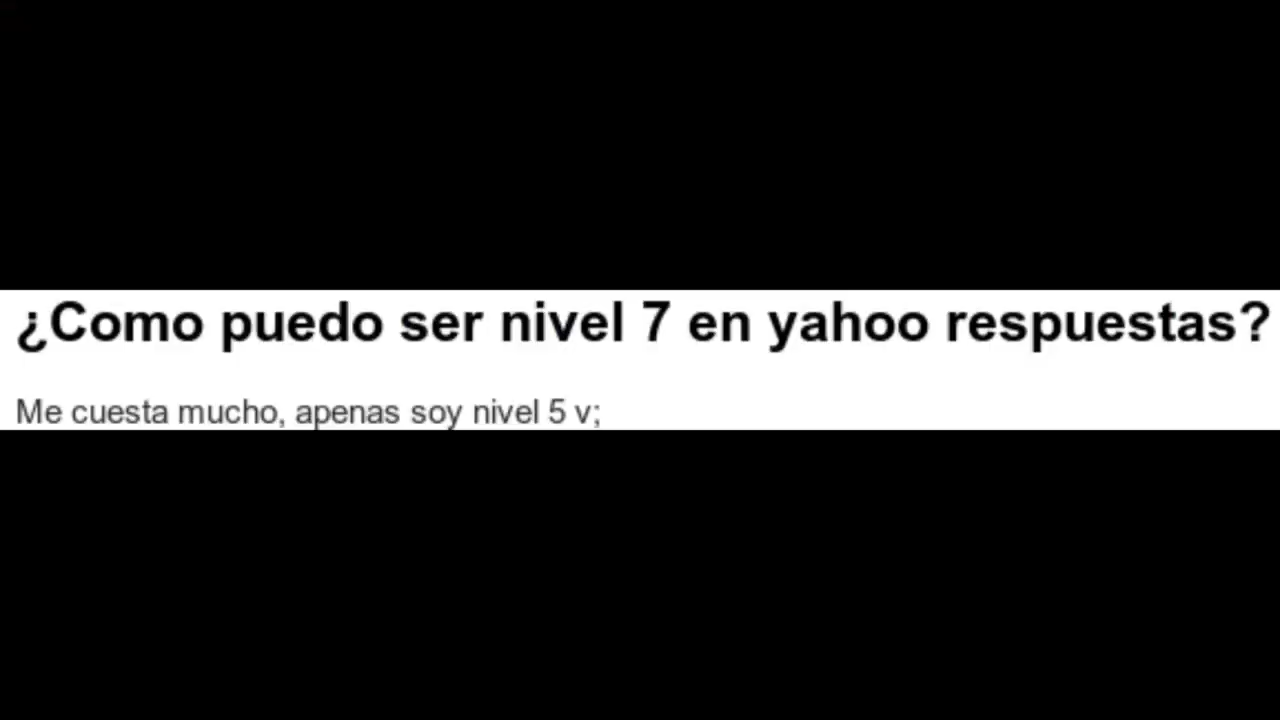 ¿Como puedo ser nivel 7 en yahoo respuestas?
Me cuesta mucho, apenas soy nivel 5 v;